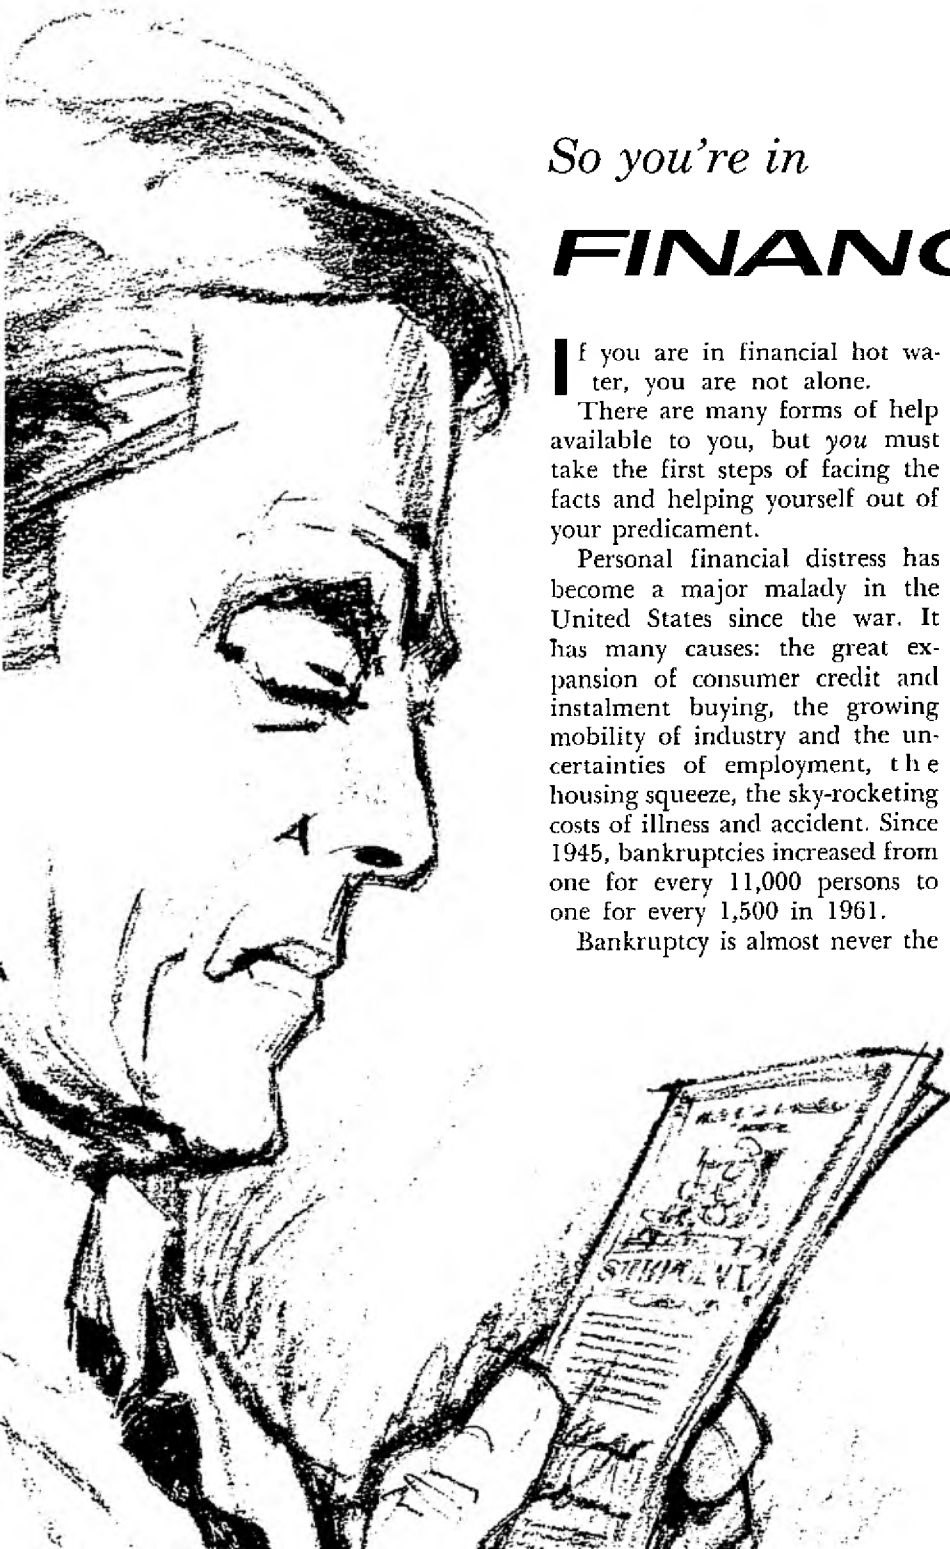 So you're in
FINANC
If you are in financial hot wa-
ter, you are not alone.
There are many forms of help
available to you, but you must
take the first steps of facing the
facts and helping yourself out of
your predicament.
Personal financial distress has
become a major malady in the
United States since the war. It
has many causes: the great ex-
pansion of consumer credit and
instalment buying, the growing
mobility of industry and the un-
certainties of employment, the
housing squeeze, the sky-rocketing
costs of illness and accident. Since
1945, bankruptcies increased from
one for every 11,000 persons to
one for every 1,500 in 1961.
Bankruptcy is almost never the